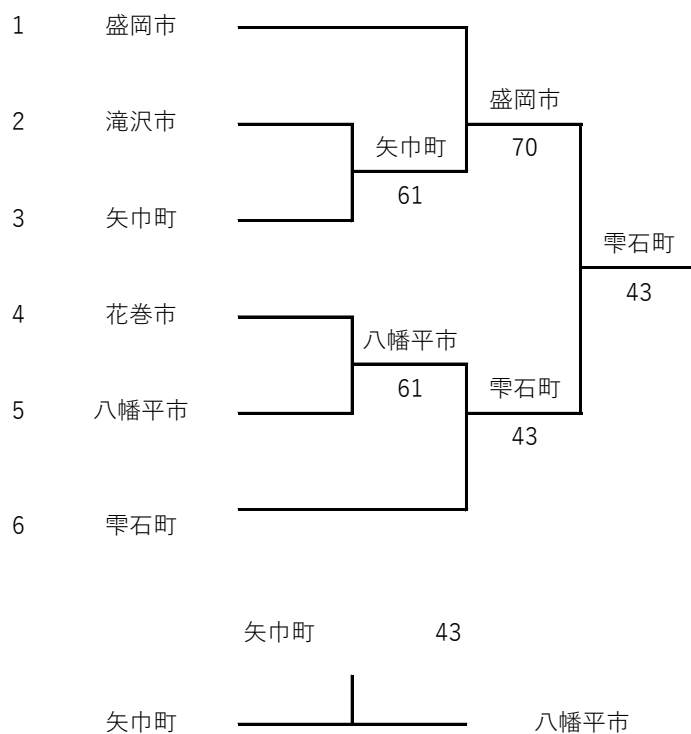 1 盛岡市
盛岡市
2 滝沢市
矢巾町
70
61
3 矢巾町
雫石町
43
4 花巻市
八幡平市
61
雫石町
5 八幡平市
43
6 雫石町
矢巾町 43
矢巾町 八幡平市